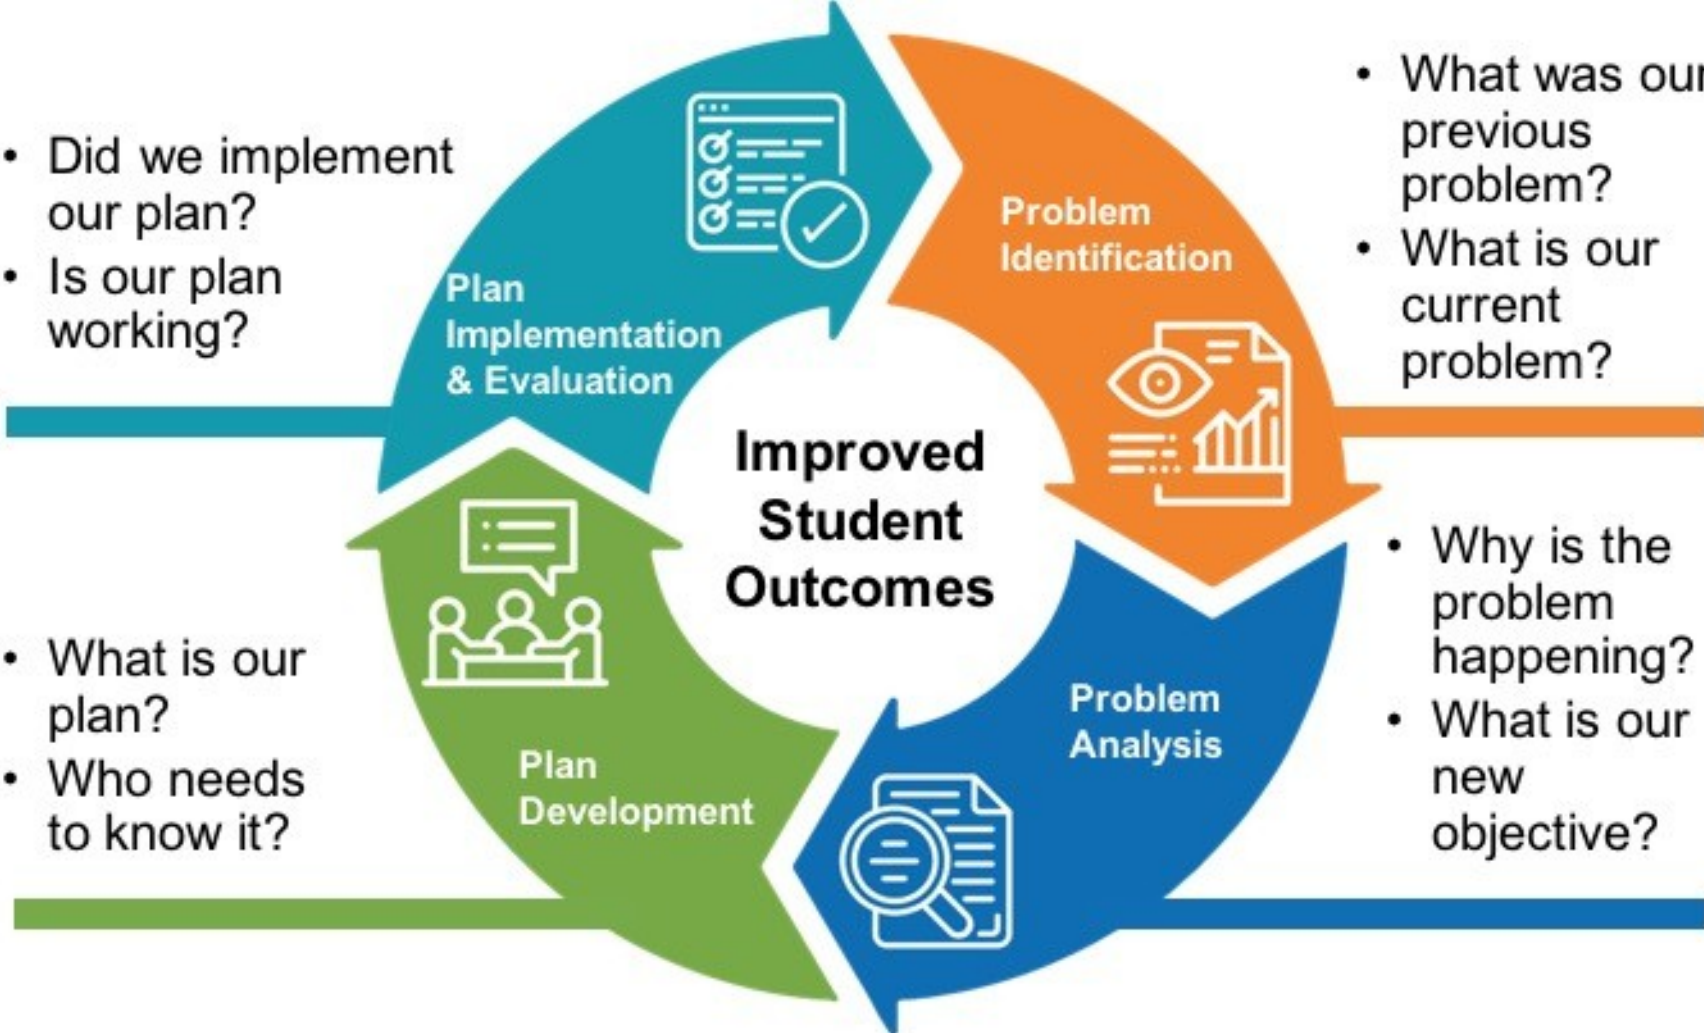 • Did we implement
our plan?
• Is our plan
working?
Plan
Implementation
& Evaluation
Problem
Identification
• What was our
previous
problem?
• What is our
current
problem?
Improved
Student
Outcomes
• What is our
plan?
• Who needs
to know it?
Plan
Development
Problem
Analysis
• Why is the
problem
happening?
• What is our
new
objective?